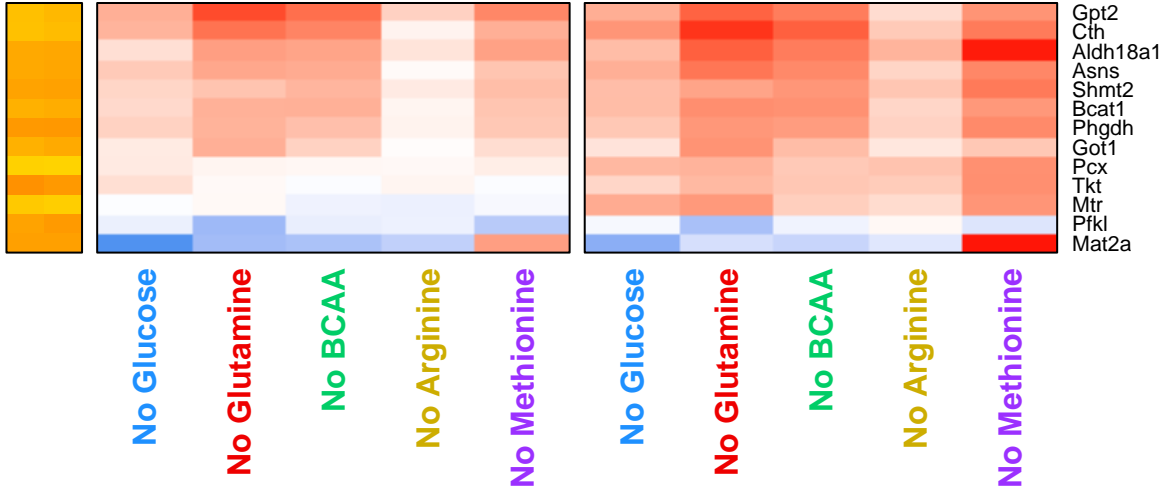 Gpt2
Cth
Aldh18a1
Asns
Shmt2
Bcat1
Phgdh
Got1
Pcx
Tkt
Mtr
Pfkl
Mat2a
No Glucose
No Glutamine
No BCAA
No Arginine
No Methionine
No Glucose
No Glutamine
No BCAA
No Arginine
No Methionine